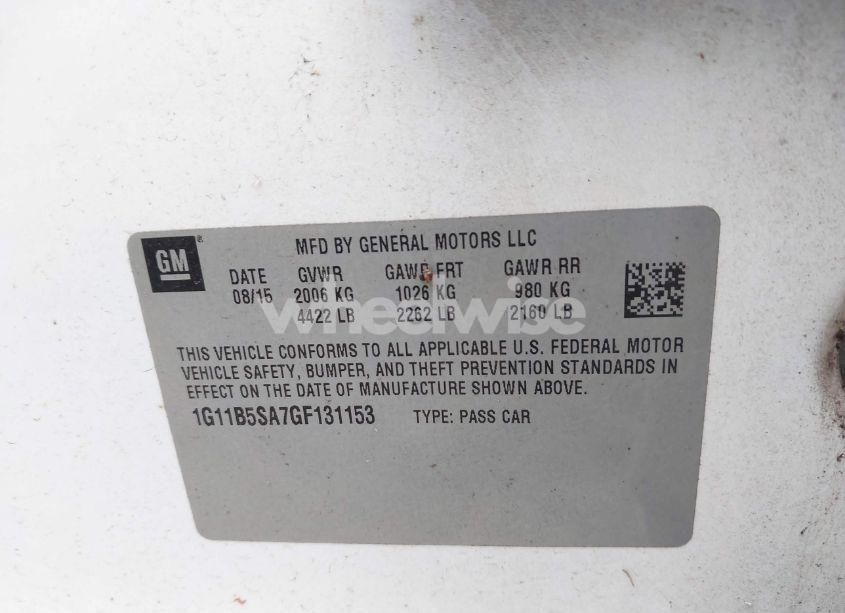 GM
MFD BY GENERAL MOTORS LLC
DATE GVWR GAWR FRT GAWR RR
08/15 2006 KG 1026 KG 980 KG
4422 LB 2262 LB 2160 LB
wheelwise
THIS VEHICLE CONFORMS TO ALL APPLICABLE U.S. FEDERAL MOTOR
VEHICLE SAFETY, BUMPER, AND THEFT PREVENTION STANDARDS IN
EFFECT ON THE DATE OF MANUFACTURE SHOWN ABOVE.
1G11B5SA7GF131153 TYPE: PASS CAR